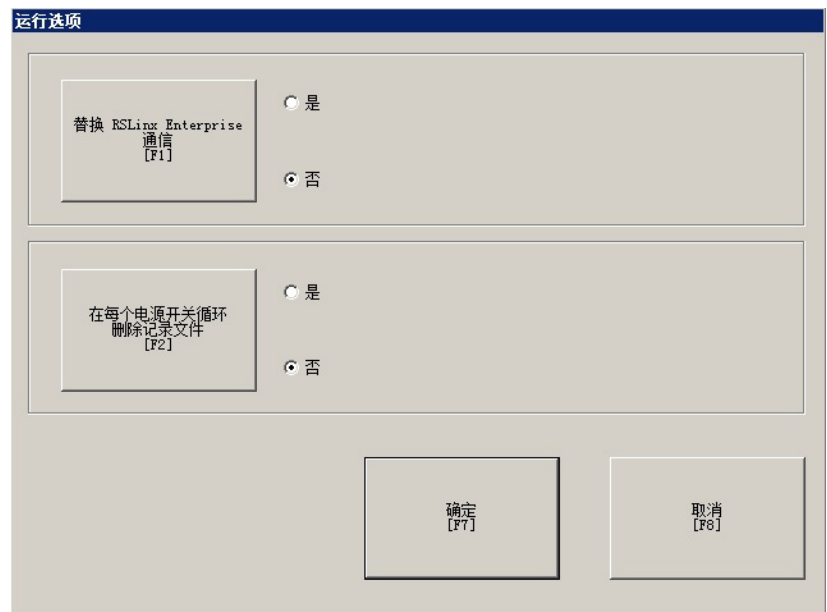 运行选项
替换 RSLinx Enterprise
通信
[F1]
是
否
在每个电源开关循环
删除记录文件
[F2]
是
否
确定
[F7]
取消
[F8]